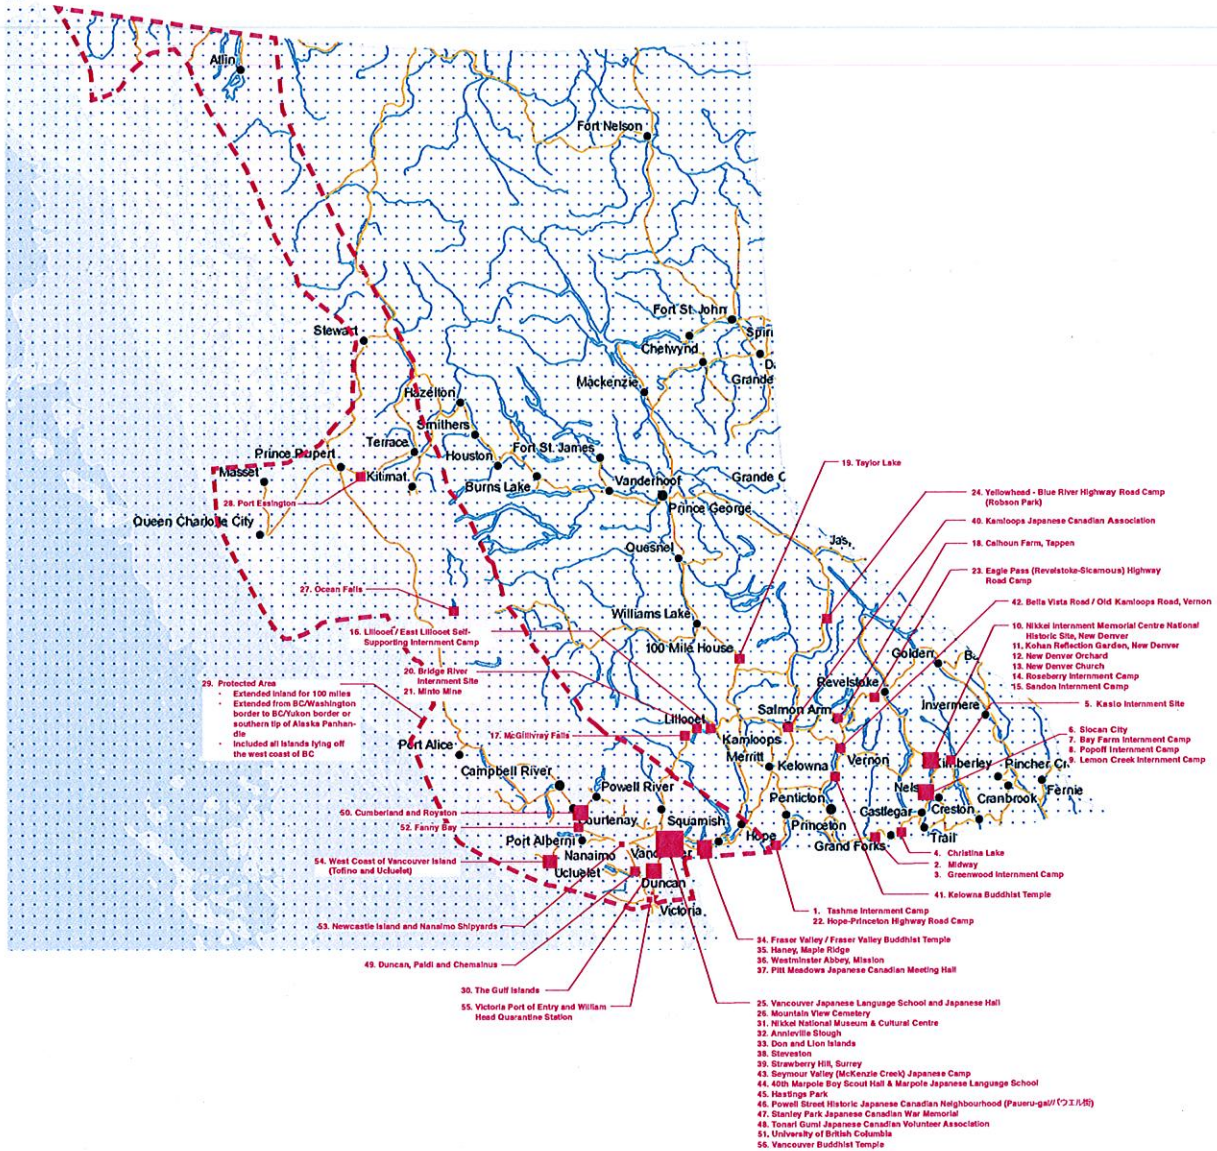 Atlin
Fort Nelson
Fort St. John
Spiri
Chetwynd
D
Grande
Stewart
Mackenzie
Hazelton
Smithers
Terrace
Houston
Fort St. James
Prince Rupert
Masset
Kitimat
Burns Lake
Vanderhoof
Grande C
19. Taylor Lake
28. Port Essington
Prince George
24. Yellowhead - Blue River Highway Road Camp
(Robson Park)
Queen Charlotte City
40. Kamloops Japanese Canadian Association
Quesnel
Jas,
18. Calhoun Farm, Tappen
23. Eagle Pass (Revelstoke-Sicamous) Highway
Road Camp
27. Ocean Falls
42. Bella Vista Road / Old Kamloops Road, Vernon
Williams Lake
16. Lillooet / East Lillooet Self-
Supporting Internment Camp
100 Mile House
10. Nikkei Internment Memorial Centre National
Historic Site, New Denver
11. Kohan Reflection Garden, New Denver
12. New Denver Orchard
13. New Denver Church
14. Roseberry Internment Camp
15. Sandon Internment Camp
Golden
Ba
20. Bridge River
Internment Site
21. Minto Mine
29. Protected Area
• Extended inland for 100 miles
• Extended from BC/Washington
border to BC/Yukon border or
southern tip of Alaska Panhan-
dle
• Included all islands lying off
the west coast of BC
Revelstoke
Invermere
5. Kaslo Internment Site
Salmon Arm
Lillooet
17. McGillivray Falls
Kamloops
6. Slocan City
7. Bay Farm Internment Camp
8. Popoff Internment Camp
9. Lemon Creek Internment Camp
Port Alice
Merritt
Kelowna
Vernon
Kimberley
Pincher Cr
Campbell River
Powell River
Penticton
Nels
Cranbrook
Fernie
50. Cumberland and Royston
Courtenay
Squamish
Princeton
Castlegar
Creston
52. Fanny Bay
Port Alberni
Hope
Grand Forks
Trail
Nanaimo
Vancouver
4. Christina Lake
54. West Coast of Vancouver Island
(Tofino and Ucluelet)
Ucluelet
2. Midway
3. Greenwood Internment Camp
Duncan
41. Kelowna Buddhist Temple
Victoria
1. Tashme Internment Camp
22. Hope-Princeton Highway Road Camp
53. Newcastle Island and Nanaimo Shipyards
34. Fraser Valley / Fraser Valley Buddhist Temple
35. Haney, Maple Ridge
36. Westminster Abbey, Mission
37. Pitt Meadows Japanese Canadian Meeting Hall
49. Duncan, Paldi and Chemainus
30. The Gulf Islands
55. Victoria Port of Entry and William
Head Quarantine Station
25. Vancouver Japanese Language School and Japanese Hall
26. Mountain View Cemetery
31. Nikkei National Museum & Cultural Centre
32. Annieville Slough
33. Don and Lion Islands
38. Steveston
39. Strawberry Hill, Surrey
43. Seymour Valley (McKenzie Creek) Japanese Camp
44. 40th Marpole Boy Scout Hall & Marpole Japanese Language School
45. Hastings Park
46. Powell Street Historic Japanese Canadian Neighbourhood (Paueru-gai/パウエル街)
47. Stanley Park Japanese Canadian War Memorial
48. Tonari Gumi Japanese Canadian Volunteer Association
51. University of British Columbia
56. Vancouver Buddhist Temple